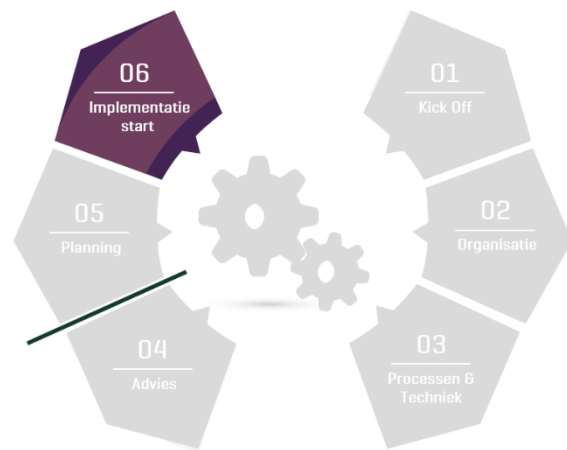 01
Kick Off
02
Organisatie
03
Processen &
Techniek
04
Advies
05
Planning
06
Implementatie
start